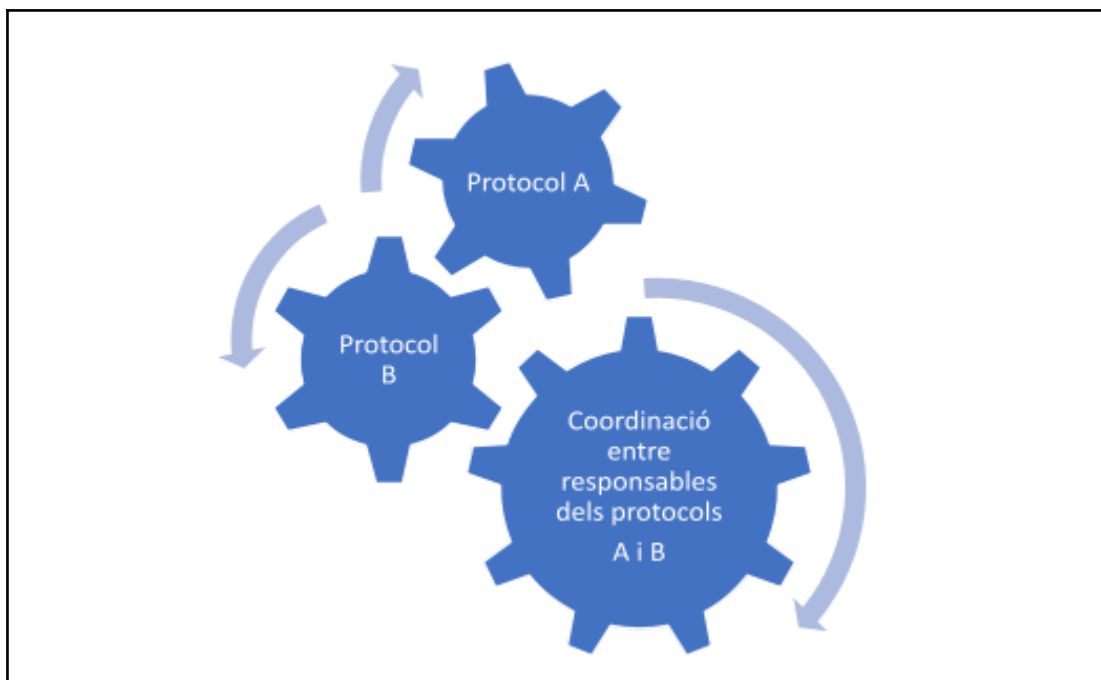 Protocol A
Protocol
B
Coordinació
entre
responsables
dels protocols
A i B